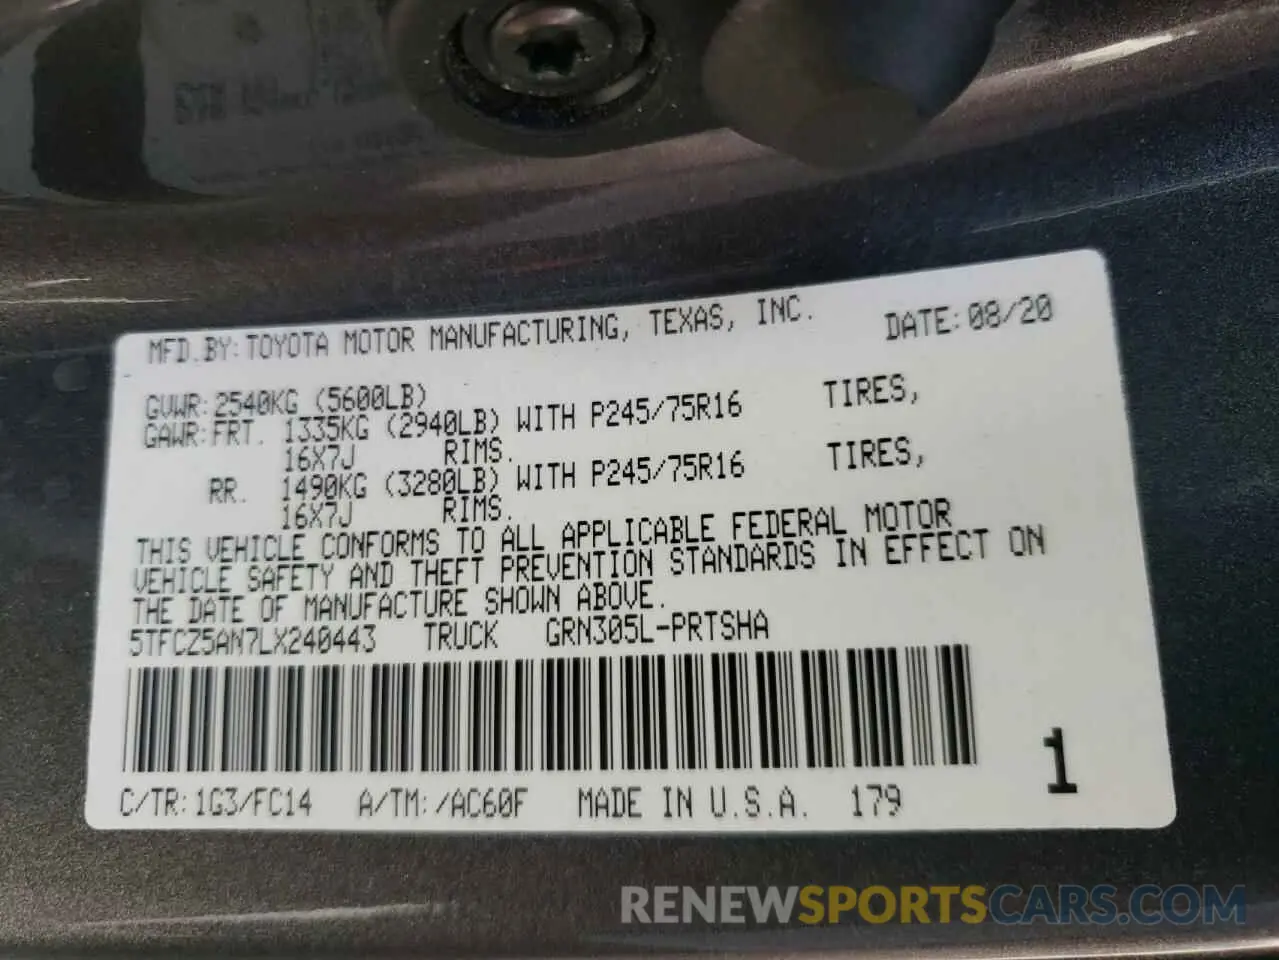 MFD.BY:TOYOTA MOTOR MANUFACTURING, TEXAS, INC. DATE:08/20
GVWR:2540KG (5600LB)
GAWR:FRT. 1335KG (2940LB) WITH P245/75R16 TIRES,
16X7J RIMS.
RR. 1490KG (3280LB) WITH P245/75R16 TIRES,
16X7J RIMS.
THIS VEHICLE CONFORMS TO ALL APPLICABLE FEDERAL MOTOR
VEHICLE SAFETY AND THEFT PREVENTION STANDARDS IN EFFECT ON
THE DATE OF MANUFACTURE SHOWN ABOVE.
5TFCZ5AN7LX240443 TRUCK GRN305L-PRTSHA
1
C/TR:1G3/FC14 A/TM:/AC60F MADE IN U.S.A. 179
RENEWSPORTSCARS.COM